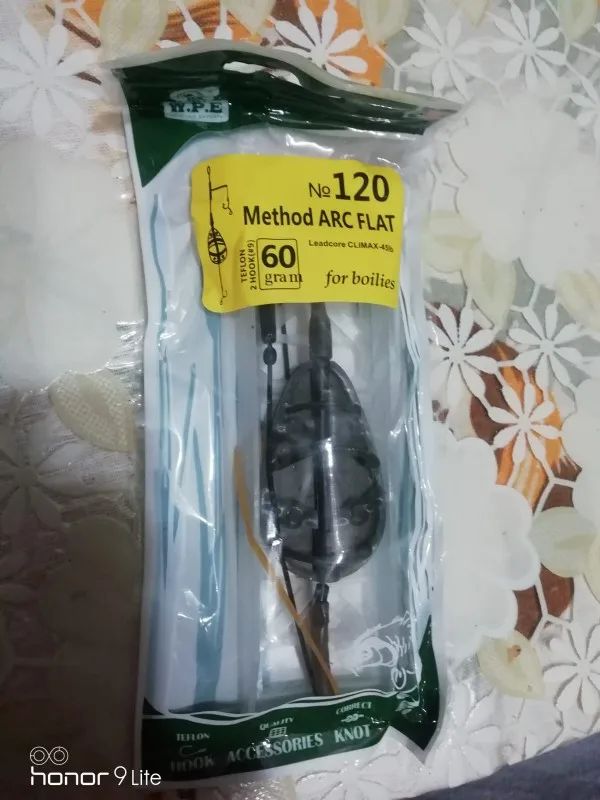 W.P.E
№120
Method ARC FLAT
Leadcore CLIMAX-45lb
TEFLON
2 HOOK(#9)
60
gram
for boilies
TEFLON
QUALITY
CORRECT
HOOK
ACCESSORIES
KNOT
honor 9 Lite